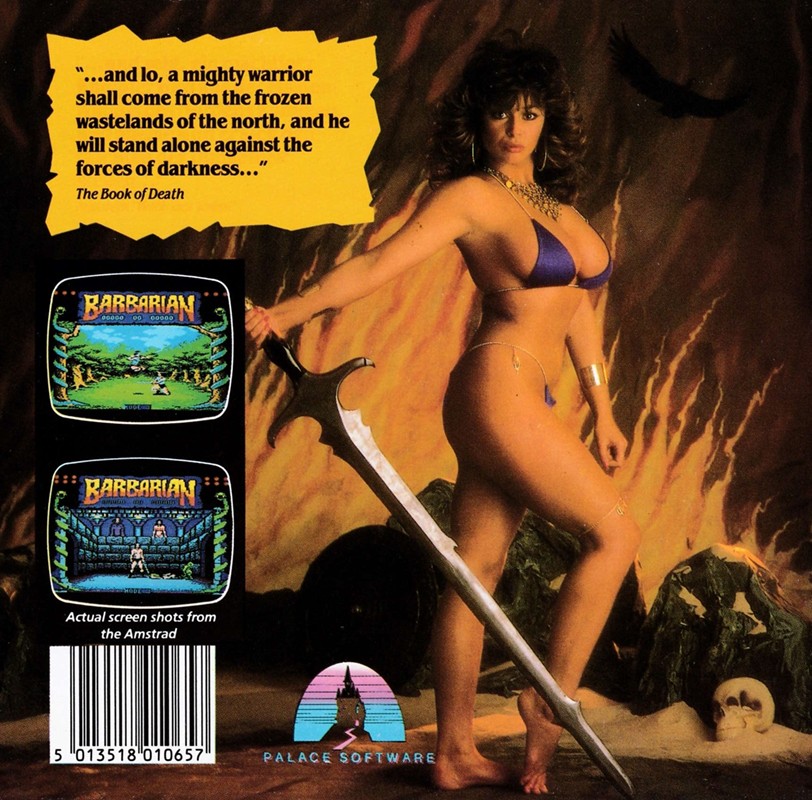 “...and lo, a mighty warrior
shall come from the frozen
wastelands of the north, and he
will stand alone against the
forces of darkness...”
The Book of Death
BARBARIAN
BARBARIAN
Actual screen shots from
the Amstrad
5 013518 010657
PALACE SOFTWARE